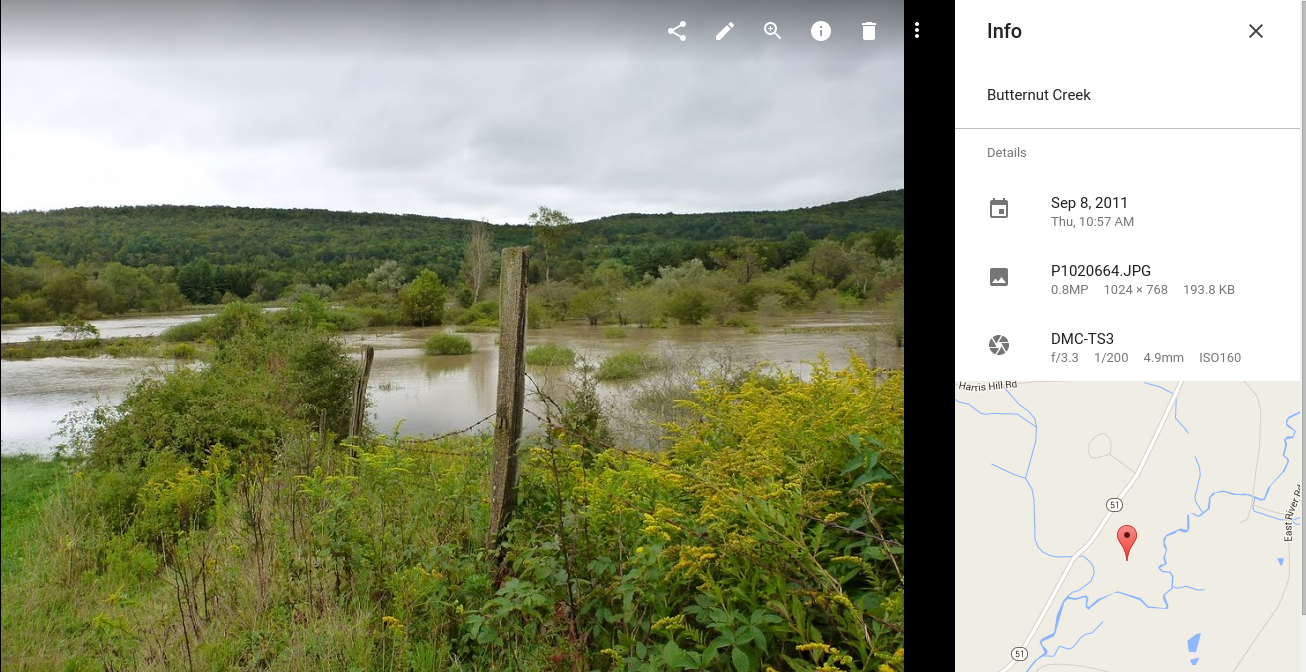 Info
Butternut Creek
Details
Sep 8, 2011
Thu, 10:57 AM
P1020664.JPG
0.8MP 1024 × 768 193.8 KB
DMC-TS3
f/3.3 1/200 4.9mm ISO160
Harris Hill Rd
51
East River Rd
51